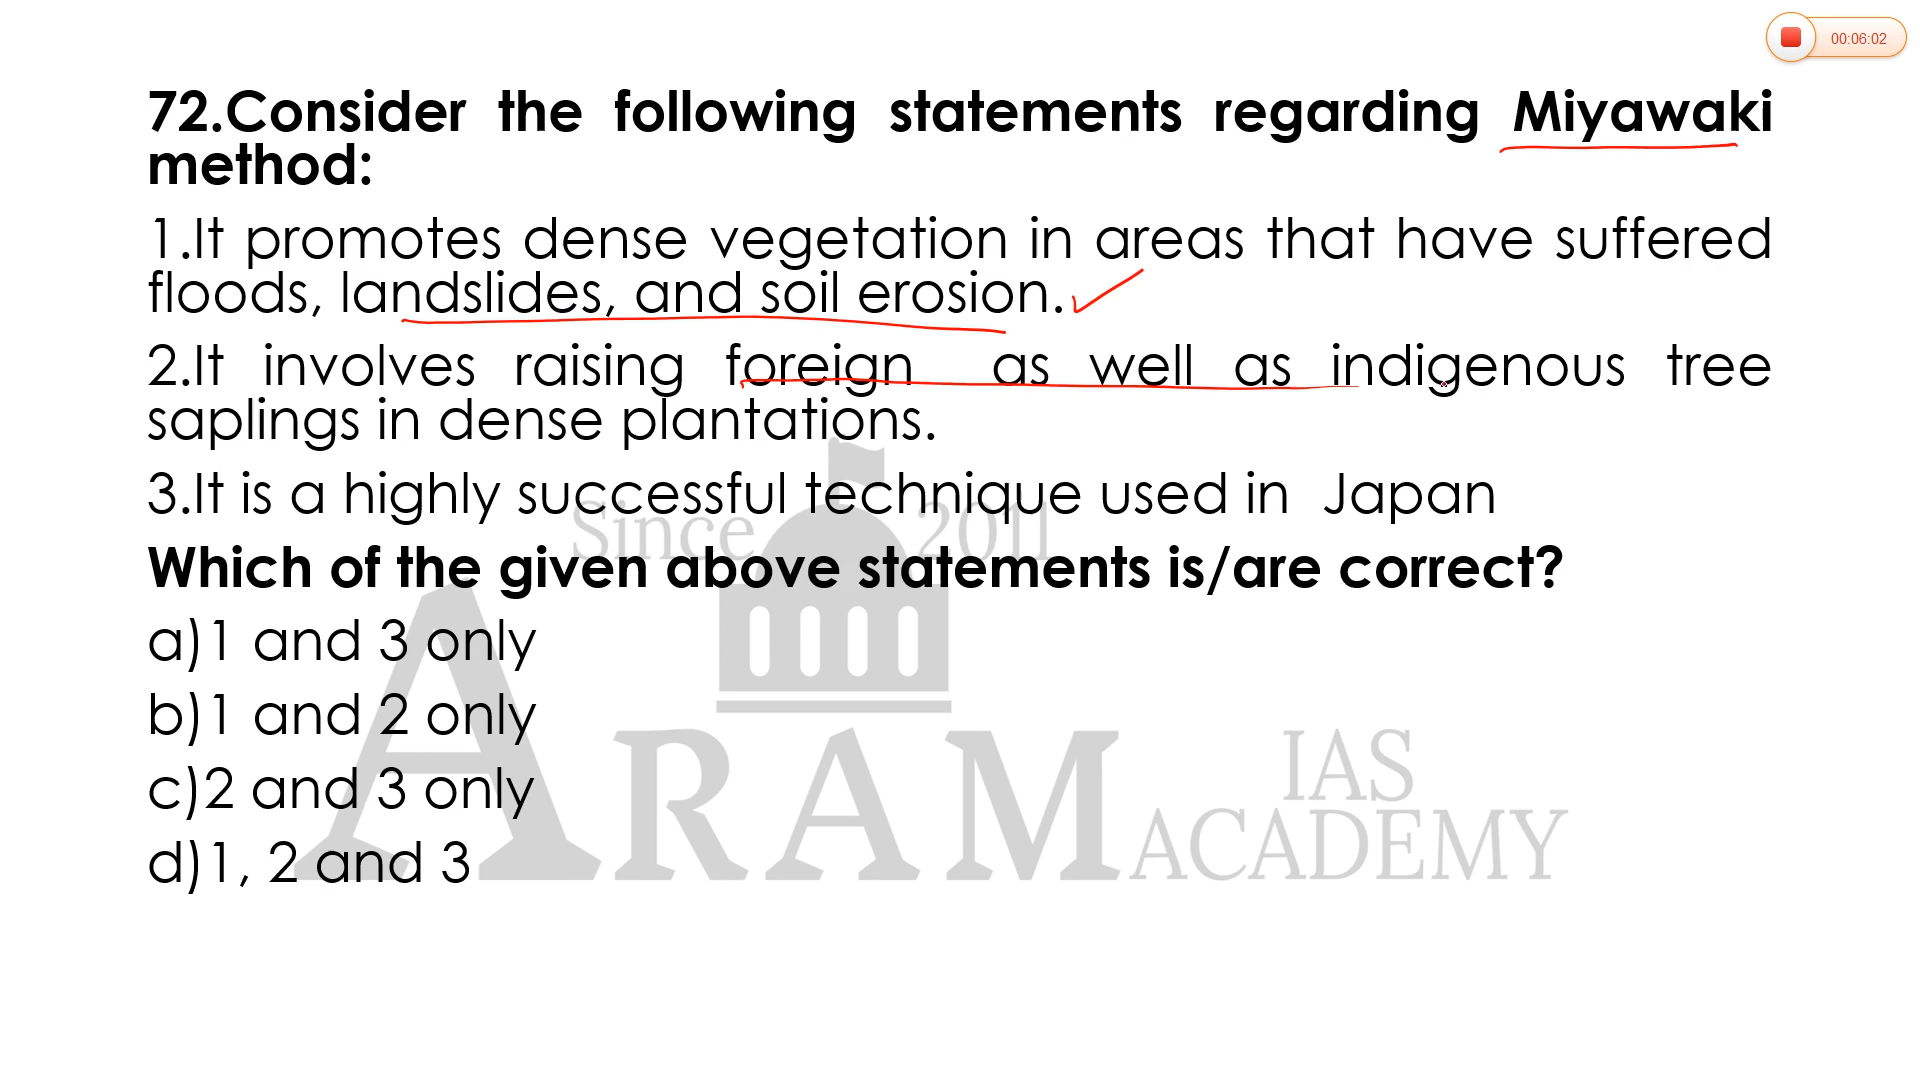 00:06:02
72.Consider the following statements regarding Miyawaki
method:
1.It promotes dense vegetation in areas that have suffered
floods, landslides, and soil erosion.
2.It involves raising foreign as well as indigenous tree
saplings in dense plantations.
3.It is a highly successful technique used in Japan
Since 2011
Which of the given above statements is/are correct?
a)1 and 3 only
b)1 and 2 only
c)2 and 3 only
d)1, 2 and 3
ARAM IAS
ACADEMY